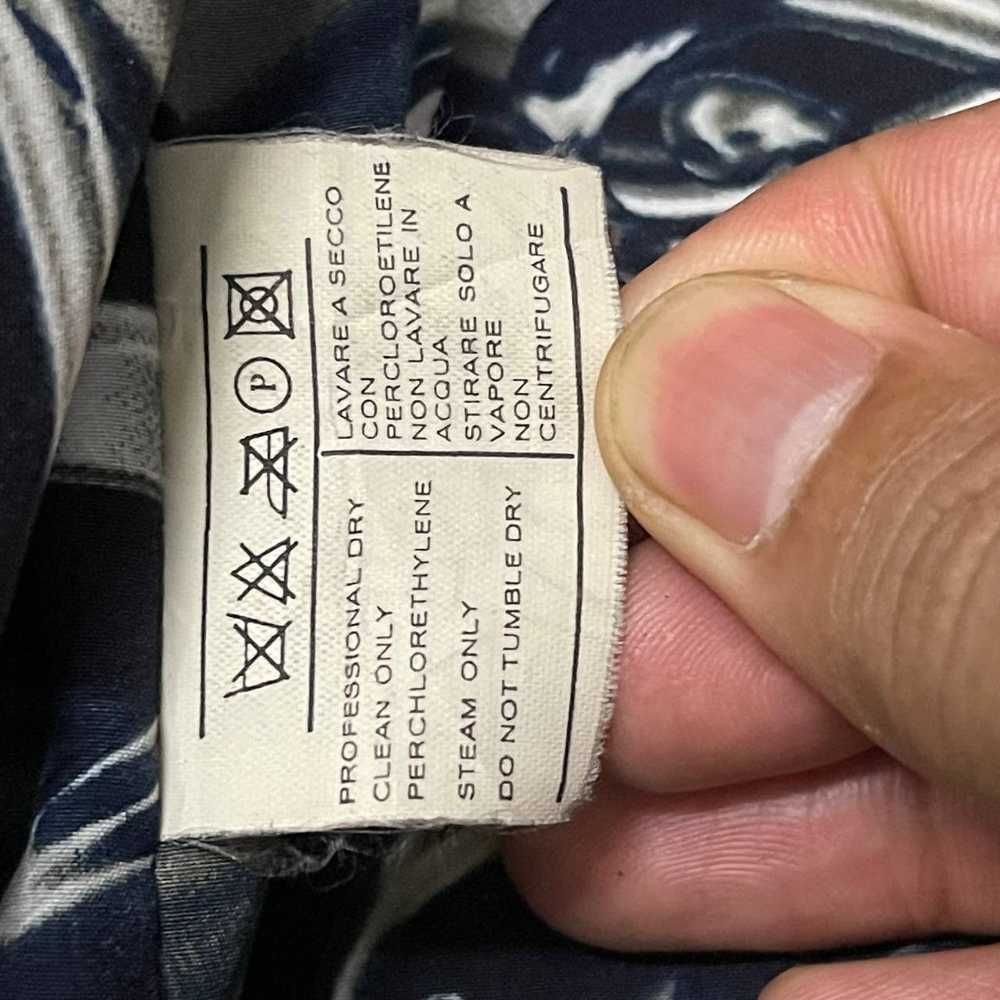 P
PROFESSIONAL DRY
CLEAN ONLY
PERCHLORETHYLENE
STEAM ONLY
DO NOT TUMBLE DRY
LAVARE A SECCO
CON
PERCLOROETILENE
NON LAVARE IN
ACQUA
STIRARE SOLO A
VAPORE
NON
CENTRIFUGARE